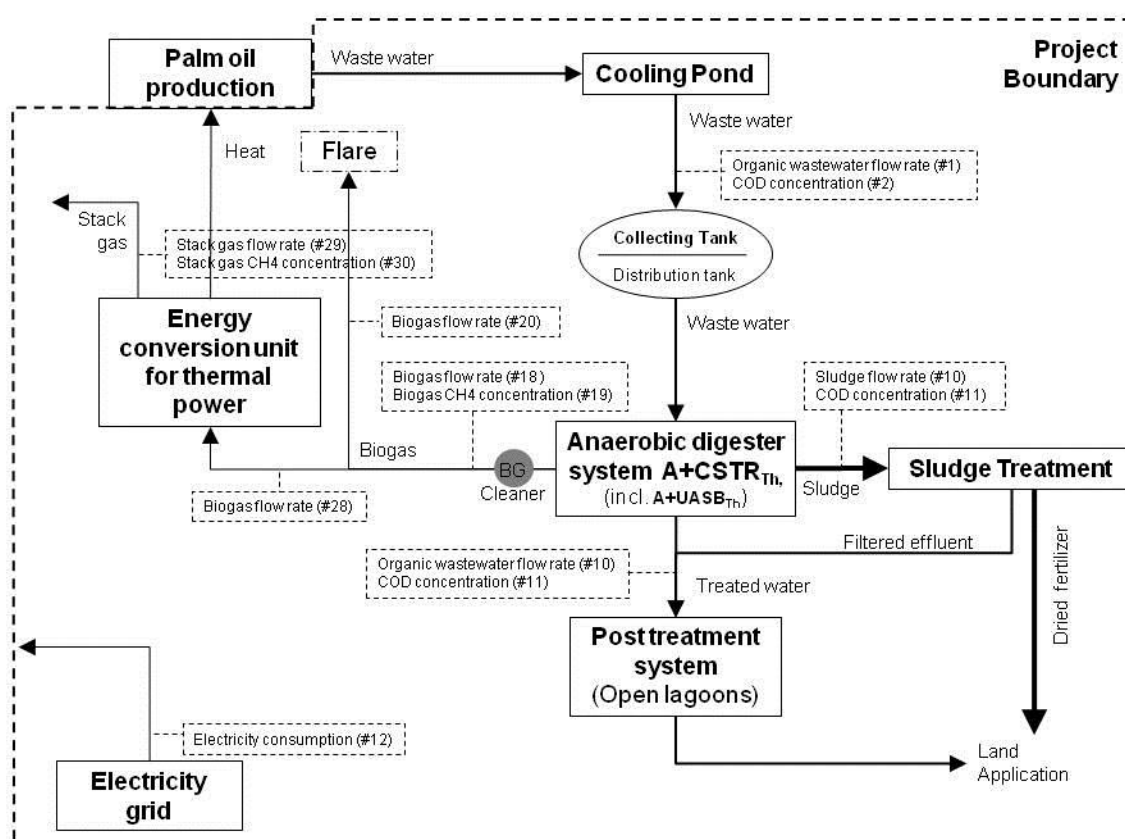 Palm oil
production
Waste water
Cooling Pond
Project
Boundary
Waste water
Heat
Flare
Organic wastewater flow rate (#1)
COD concentration (#2)
Stack
gas
Stack gas flow rate (#29)
Stack gas CH4 concentration (#30)
Collecting Tank
Distribution tank
Energy
conversion unit
for thermal
power
Biogas flow rate (#20)
Waste water
Biogas flow rate (#18)
Biogas CH4 concentration (#19)
Sludge flow rate (#10)
COD concentration (#11)
Biogas
BG
Cleaner
Anaerobic digester
system A+CSTRTh,
(incl. A+UASBTh)
Sludge
Sludge Treatment
Biogas flow rate (#28)
Filtered effluent
Organic wastewater flow rate (#10)
COD concentration (#11)
Treated water
Dried fertilizer
Post treatment
system
(Open lagoons)
Electricity consumption (#12)
Land
Application
Electricity
grid